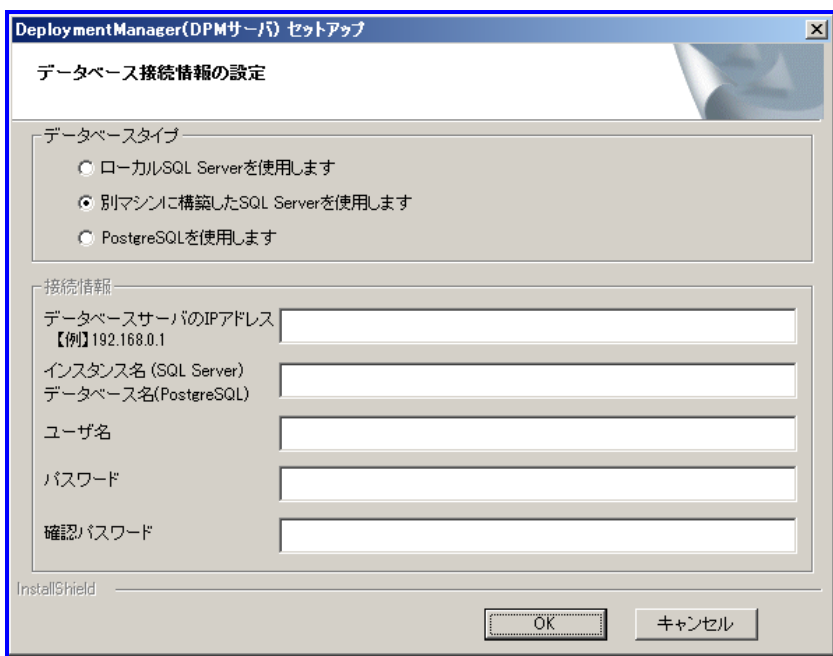 DeploymentManager(DPMサーバ) セットアップ
データベース接続情報の設定
データベースタイプ
ローカルSQL Serverを使用します
別マシンに構築したSQL Serverを使用します
PostgreSQLを使用します
接続情報
データベースサーバのIPアドレス
【例】192.168.0.1
インスタンス名 (SQL Server)
データベース名(PostgreSQL)
ユーザ名
パスワード
確認パスワード
InstallShield
OK
キャンセル